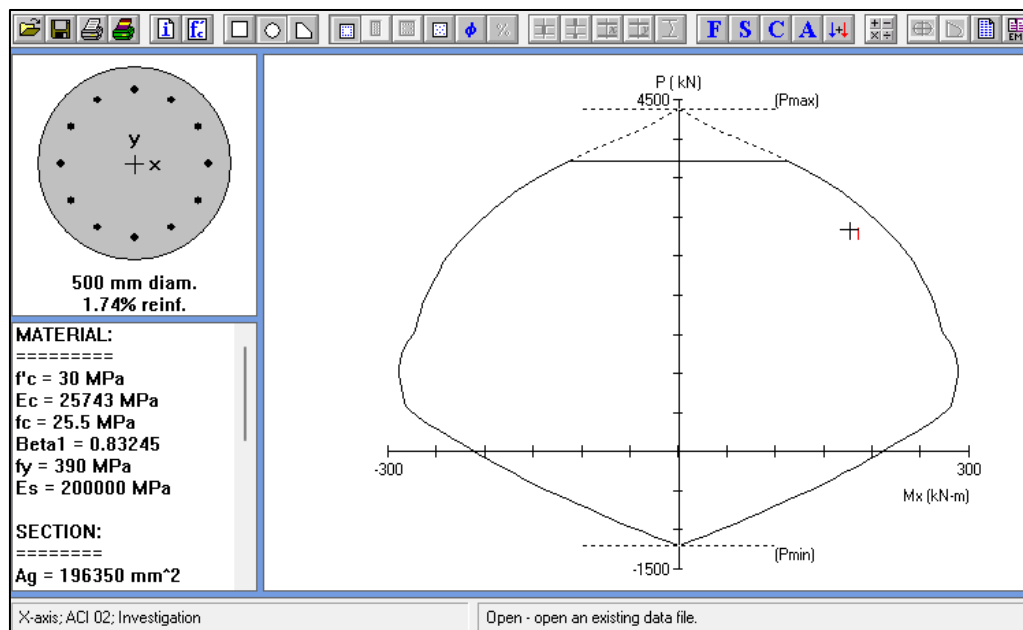 i f'c φ % F S C A
EM
y
x
500 mm diam.
1.74% reinf.
MATERIAL:
=========
f'c = 30 MPa
Ec = 25743 MPa
fc = 25.5 MPa
Beta1 = 0.83245
fy = 390 MPa
Es = 200000 MPa
SECTION:
========
Ag = 196350 mm^2
P ( kN)
4500
(Pmax)
1
-300
300
Mx (kN-m)
(Pmin)
-1500
X-axis; ACI 02; Investigation
Open - open an existing data file.